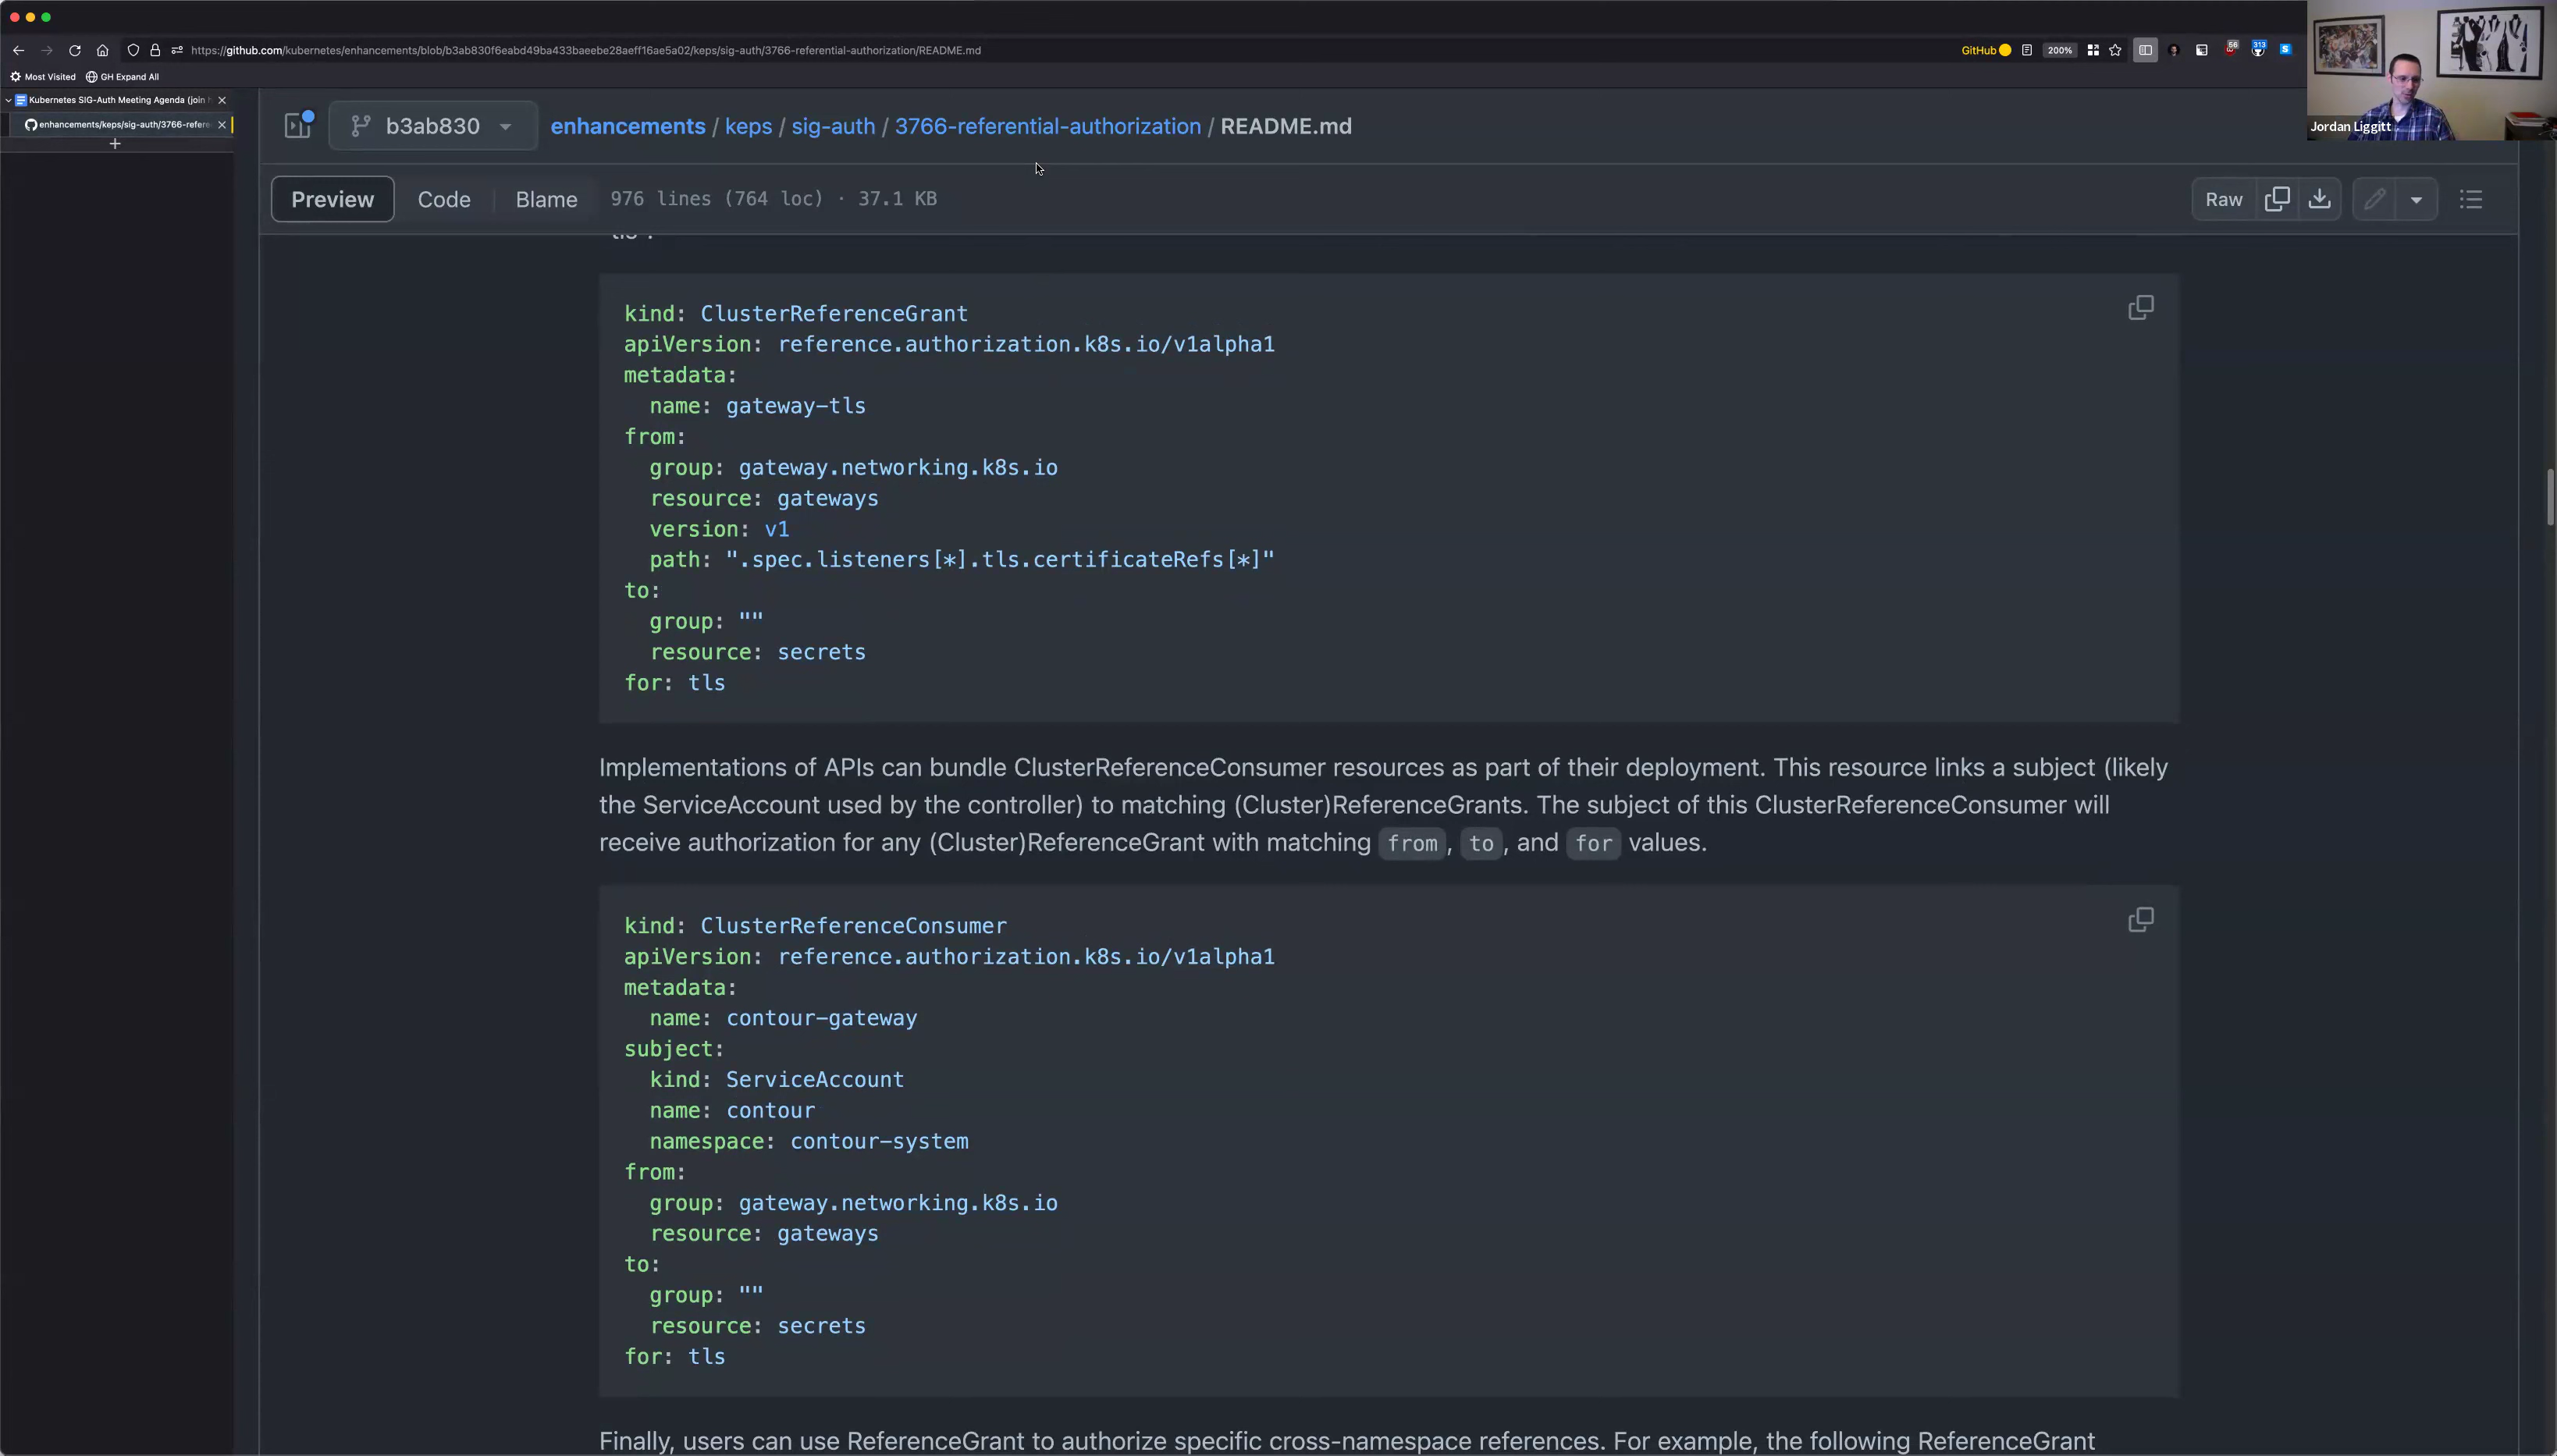 https://github.com/kubernetes/enhancements/blob/b3ab830f6eabd49ba433baeebe28aeff16ae5a02/keps/sig-auth/3766-referential-authorization/README.md
GitHub
200%
56
313
S
Most Visited
GH Expand All
Kubernetes SIG-Auth Meeting Agenda (join
enhancements/keps/sig-auth/3766-refere
b3ab830
enhancements / keps / sig-auth / 3766-referential-authorization / README.md
Jordan Liggitt
Preview Code Blame 976 lines (764 loc) · 37.1 KB
Raw
kind: ClusterReferenceGrant
apiVersion: reference.authorization.k8s.io/v1alpha1
metadata:
name: gateway-tls
from:
group: gateway.networking.k8s.io
resource: gateways
version: v1
path: ".spec.listeners[*].tls.certificateRefs[*]"
to:
group: ""
resource: secrets
for: tls
Implementations of APIs can bundle ClusterReferenceConsumer resources as part of their deployment. This resource links a subject (likely
the ServiceAccount used by the controller) to matching (Cluster)ReferenceGrants. The subject of this ClusterReferenceConsumer will
receive authorization for any (Cluster)ReferenceGrant with matching from, to, and for values.
kind: ClusterReferenceConsumer
apiVersion: reference.authorization.k8s.io/v1alpha1
metadata:
name: contour-gateway
subject:
kind: ServiceAccount
name: contour
namespace: contour-system
from:
group: gateway.networking.k8s.io
resource: gateways
to:
group: ""
resource: secrets
for: tls
Finally, users can use ReferenceGrant to authorize specific cross-namespace references. For example, the following ReferenceGrant